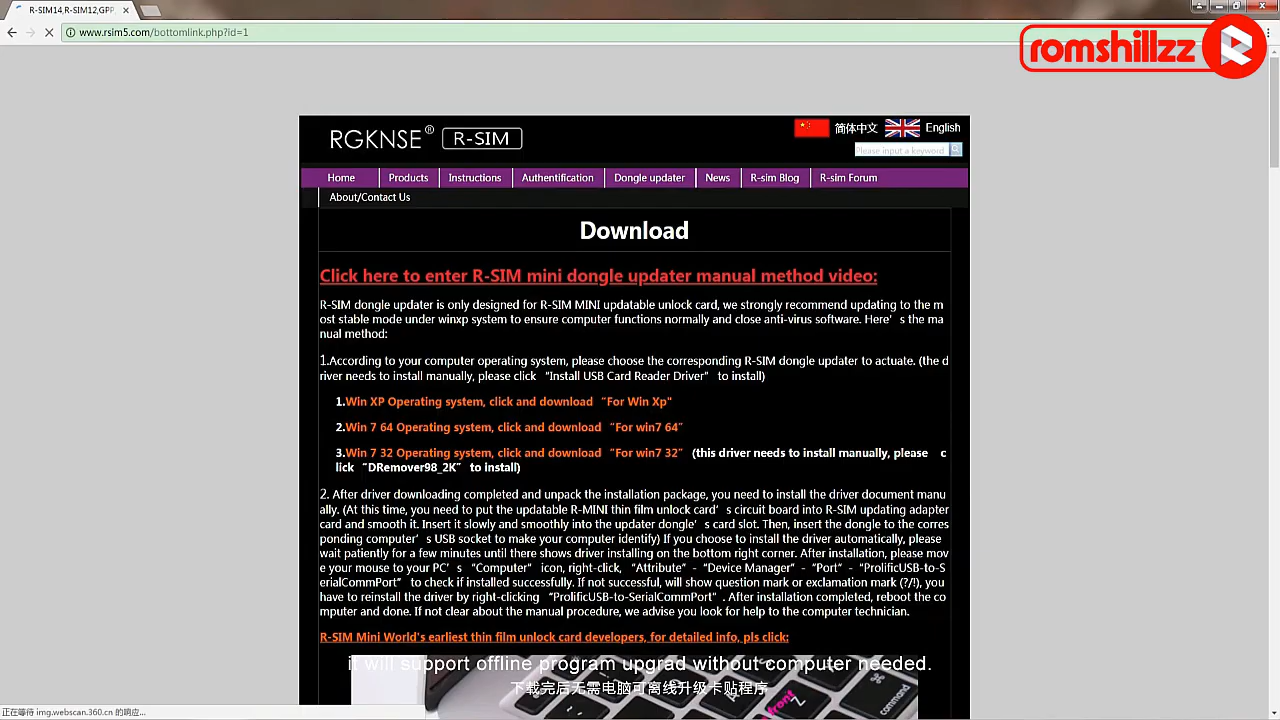 R-SIM14,R-SIM12,GPP
www.rsim5.com/bottomlink.php?id=1
romshillzz
RGKNSE® R-SIM
简体中文 English
Please input a keyword
Home Products Instructions Authentification Dongle updater News R-sim Blog R-sim Forum
About/Contact Us
Download
Click here to enter R-SIM mini dongle updater manual method video:
R-SIM dongle updater is only designed for R-SIM MINI updatable unlock card, we strongly recommend updating to the m
ost stable mode under winxp system to ensure computer functions normally and close anti-virus software. Here’s the ma
nual method:
1.According to your computer operating system, please choose the corresponding R-SIM dongle updater to actuate. (the d
river needs to install manually, please click “Install USB Card Reader Driver” to install)
1.Win XP Operating system, click and download “For Win Xp”
2.Win 7 64 Operating system, click and download “For win7 64”
3.Win 7 32 Operating system, click and download “For win7 32” (this driver needs to install manually, please c
lick “DRemover98_2K” to install)
2. After driver downloading completed and unpack the installation package, you need to install the driver document manu
ally. (At this time, you need to put the updatable R-MINI thin film unlock card’s circuit board into R-SIM updating adapter
card and smooth it. Insert it slowly and smoothly into the updater dongle’s card slot. Then, insert the dongle to the corres
ponding computer’s USB socket to make your computer identify) If you choose to install the driver automatically, please
wait patiently for a few minutes until there shows driver installing on the bottom right corner. After installation, please mov
e your mouse to your PC’s “Computer” icon, right-click, “Attribute” - “Device Manager” - “Port” - “ProlificUSB-to-S
erialCommPort” to check if installed successfully. If not successful, will show question mark or exclamation mark (?/!), you
have to reinstall the driver by right-clicking “ProlificUSB-to-SerialCommPort”. After installation completed, reboot the co
mputer and done. If not clear about the manual procedure, we advise you look for help to the computer technician.
R-SIM Mini World's earliest thin film unlock card developers, for detailed info, pls click:
it will support offline program upgrad without computer needed.
下载完后无需电脑可离线升级卡贴程序
command
正在等待 img.webscan.360.cn 的响应...